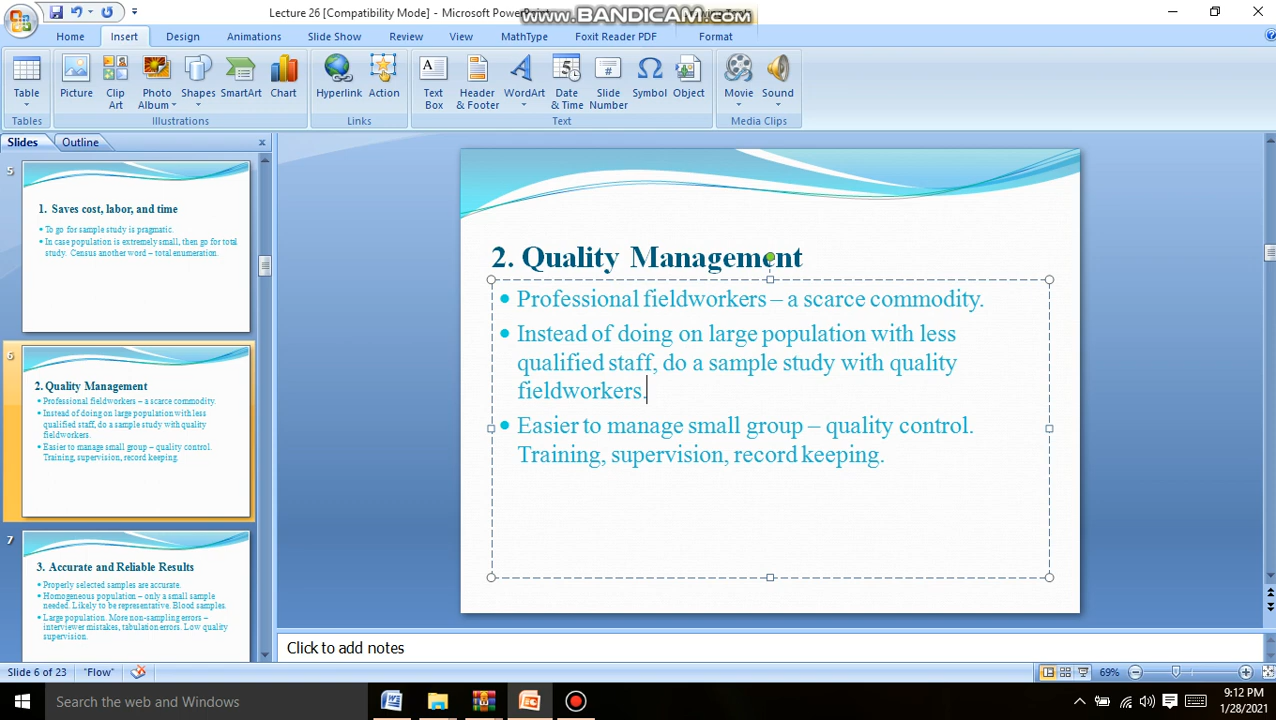 Lecture 26 [Compatibility Mode] - Microsoft PowerPoint
www.BANDICAM.com
Home Insert Design Animations Slide Show Review View MathType Foxit Reader PDF Format
Table
Picture
Clip Art
Photo Album
Shapes
SmartArt
Chart
Hyperlink
Action
Text Box
Header & Footer
WordArt
Date & Time
Slide Number
Symbol
Object
Movie
Sound
Tables Illustrations Links Text Media Clips
Slides Outline
5
1. Saves cost, labor, and time
• To go for sample study is pragmatic.
• In case population is extremely small, then go for total
study. Census another word – total enumeration.
6
2. Quality Management
• Professional fieldworkers – a scarce commodity.
• Instead of doing on large population with less
qualified staff, do a sample study with quality
fieldworkers.
• Easier to manage small group – quality control.
Training, supervision, record keeping.
7
3. Accurate and Reliable Results
• Properly selected samples are accurate.
• Homogeneous population – only a small sample
needed. Likely to be representative. Blood samples.
• Large population. More non-sampling errors –
interviewer mistakes, tabulation errors. Low quality
supervision.
2. Quality Management
• Professional fieldworkers – a scarce commodity.
• Instead of doing on large population with less
qualified staff, do a sample study with quality
fieldworkers.
• Easier to manage small group – quality control.
Training, supervision, record keeping.
Click to add notes
Slide 6 of 23 "Flow" 69%
Search the web and Windows
9:12 PM
1/28/2021